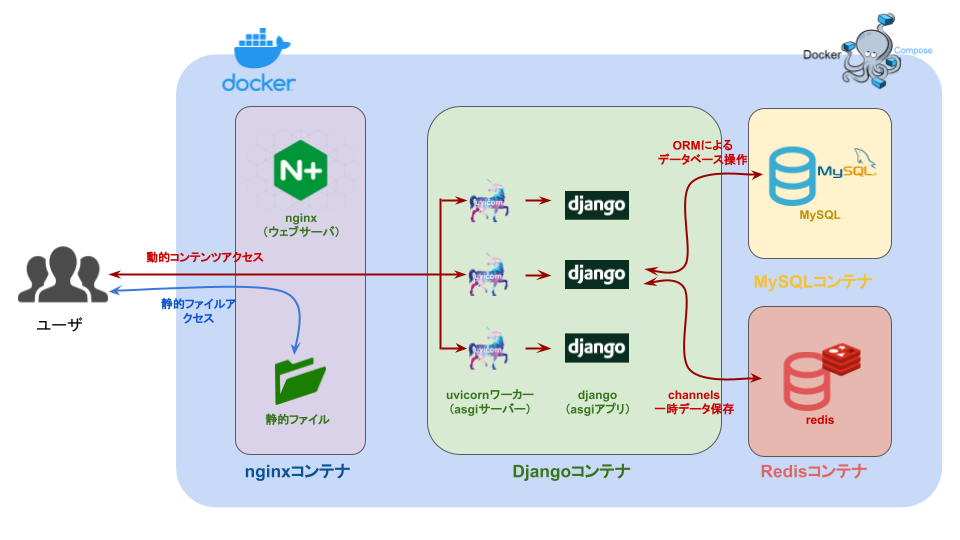 docker
Docker
Compose
N+
nginx
(ウェブサーバ)
動的コンテンツアクセス
静的ファイルア
クセス
ユーザ
静的ファイル
nginxコンテナ
uvicorn
django
uvicorn
django
uvicorn
django
uvicornワーカー
(asgiサーバー)
django
(asgiアプリ)
Djangoコンテナ
ORMによる
データベース操作
MySQL
MySQL
MySQLコンテナ
channels
一時データ保存
redis
Redisコンテナ